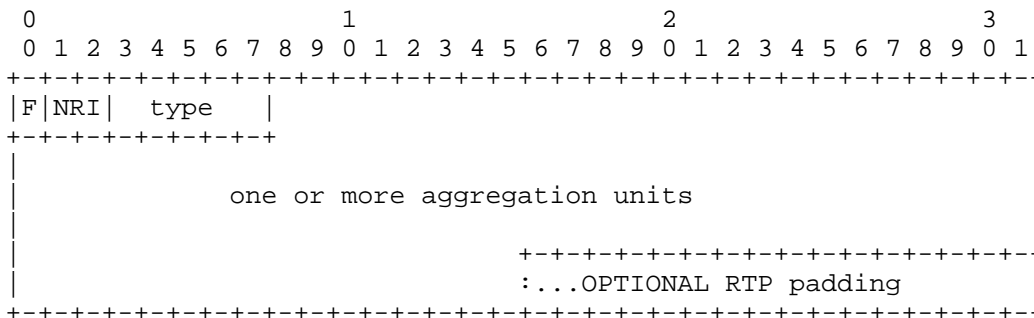 0                   1                   2                   3
 0 1 2 3 4 5 6 7 8 9 0 1 2 3 4 5 6 7 8 9 0 1 2 3 4 5 6 7 8 9 0 1
+-+-+-+-+-+-+-+-+-+-+-+-+-+-+-+-+-+-+-+-+-+-+-+-+-+-+-+-+-+-+-+-
|F|NRI|  type   |
+-+-+-+-+-+-+-+-+
|
|             one or more aggregation units
|
|                               +-+-+-+-+-+-+-+-+-+-+-+-+-+-+-+-
|                               :...OPTIONAL RTP padding
+-+-+-+-+-+-+-+-+-+-+-+-+-+-+-+-+-+-+-+-+-+-+-+-+-+-+-+-+-+-+-+-